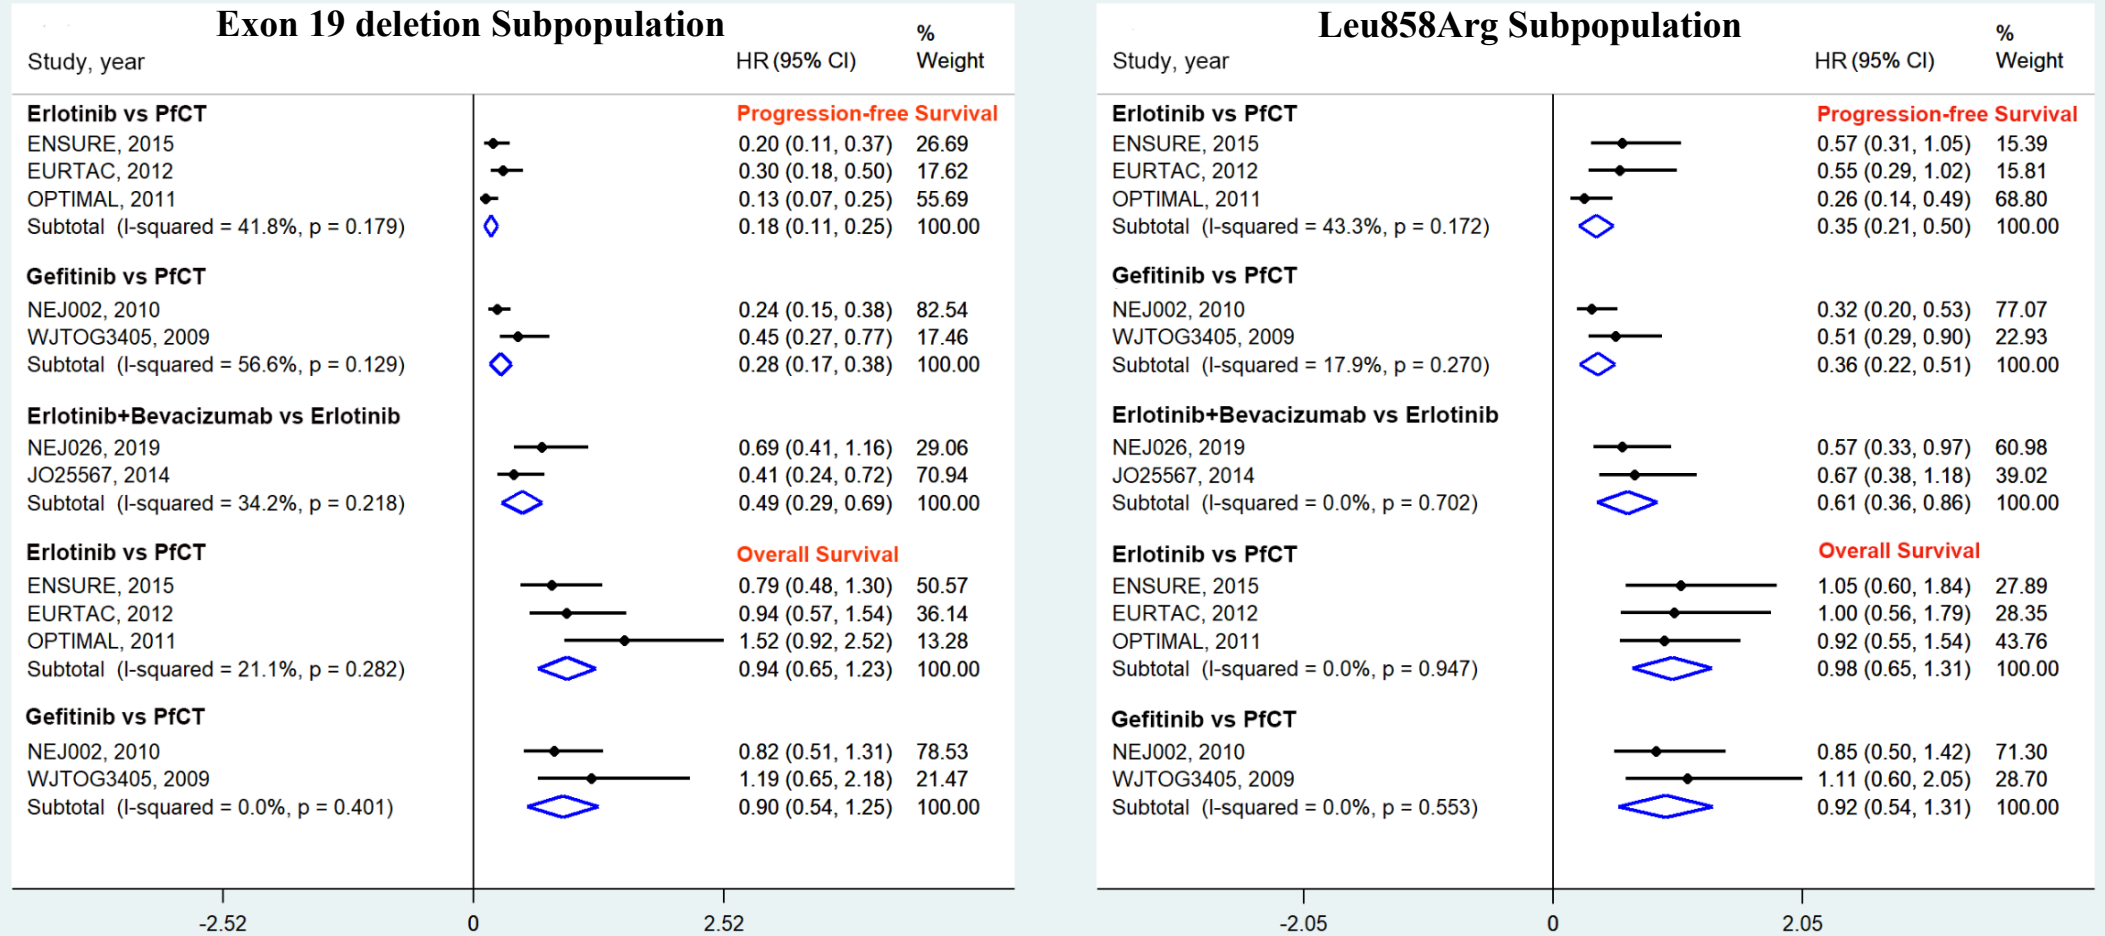 Exon 19 deletion Subpopulation
%
Study, year HR (95% CI) Weight
Erlotinib vs PfCT Progression-free Survival
ENSURE, 2015 0.20 (0.11, 0.37) 26.69
EURTAC, 2012 0.30 (0.18, 0.50) 17.62
OPTIMAL, 2011 0.13 (0.07, 0.25) 55.69
Subtotal (I-squared = 41.8%, p = 0.179) 0.18 (0.11, 0.25) 100.00
Gefitinib vs PfCT
NEJ002, 2010 0.24 (0.15, 0.38) 82.54
WJTOG3405, 2009 0.45 (0.27, 0.77) 17.46
Subtotal (I-squared = 56.6%, p = 0.129) 0.28 (0.17, 0.38) 100.00
Erlotinib+Bevacizumab vs Erlotinib
NEJ026, 2019 0.69 (0.41, 1.16) 29.06
JO25567, 2014 0.41 (0.24, 0.72) 70.94
Subtotal (I-squared = 34.2%, p = 0.218) 0.49 (0.29, 0.69) 100.00
Erlotinib vs PfCT Overall Survival
ENSURE, 2015 0.79 (0.48, 1.30) 50.57
EURTAC, 2012 0.94 (0.57, 1.54) 36.14
OPTIMAL, 2011 1.52 (0.92, 2.52) 13.28
Subtotal (I-squared = 21.1%, p = 0.282) 0.94 (0.65, 1.23) 100.00
Gefitinib vs PfCT
NEJ002, 2010 0.82 (0.51, 1.31) 78.53
WJTOG3405, 2009 1.19 (0.65, 2.18) 21.47
Subtotal (I-squared = 0.0%, p = 0.401) 0.90 (0.54, 1.25) 100.00
-2.52 0 2.52
Leu858Arg Subpopulation
%
Study, year HR (95% CI) Weight
Erlotinib vs PfCT Progression-free Survival
ENSURE, 2015 0.57 (0.31, 1.05) 15.39
EURTAC, 2012 0.55 (0.29, 1.02) 15.81
OPTIMAL, 2011 0.26 (0.14, 0.49) 68.80
Subtotal (I-squared = 43.3%, p = 0.172) 0.35 (0.21, 0.50) 100.00
Gefitinib vs PfCT
NEJ002, 2010 0.32 (0.20, 0.53) 77.07
WJTOG3405, 2009 0.51 (0.29, 0.90) 22.93
Subtotal (I-squared = 17.9%, p = 0.270) 0.36 (0.22, 0.51) 100.00
Erlotinib+Bevacizumab vs Erlotinib
NEJ026, 2019 0.57 (0.33, 0.97) 60.98
JO25567, 2014 0.67 (0.38, 1.18) 39.02
Subtotal (I-squared = 0.0%, p = 0.702) 0.61 (0.36, 0.86) 100.00
Erlotinib vs PfCT Overall Survival
ENSURE, 2015 1.05 (0.60, 1.84) 27.89
EURTAC, 2012 1.00 (0.56, 1.79) 28.35
OPTIMAL, 2011 0.92 (0.55, 1.54) 43.76
Subtotal (I-squared = 0.0%, p = 0.947) 0.98 (0.65, 1.31) 100.00
Gefitinib vs PfCT
NEJ002, 2010 0.85 (0.50, 1.42) 71.30
WJTOG3405, 2009 1.11 (0.60, 2.05) 28.70
Subtotal (I-squared = 0.0%, p = 0.553) 0.92 (0.54, 1.31) 100.00
-2.05 0 2.05